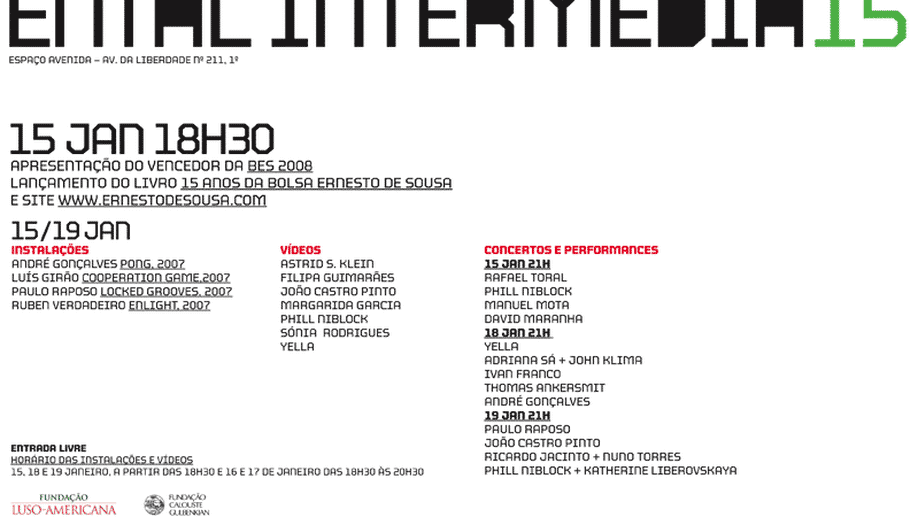 ENTAL INTERMEDIA 15
ESPAÇO AVENIDA – AV. DA LIBERDADE Nº 211, 1º
15 JAN 18H30
APRESENTAÇÃO DO VENCEDOR DA BES 2008
LANÇAMENTO DO LIVRO 15 ANOS DA BOLSA ERNESTO DE SOUSA
E SITE WWW.ERNESTODESOUSA.COM
15/19 JAN
INSTALAÇÕES
ANDRÉ GONÇALVES PONG, 2007
LUÍS GIRÃO COOPERATION GAME,2007
PAULO RAPOSO LOCKED GROOVES, 2007
RUBEN VERDADEIRO ENLIGHT, 2007
VÍDEOS
ASTRID S. KLEIN
FILIPA GUIMARÃES
JOÃO CASTRO PINTO
MARGARIDA GARCIA
PHILL NIBLOCK
SÓNIA RODRIGUES
YELLA
CONCERTOS E PERFORMANCES
15 JAN 21H
RAFAEL TORAL
PHILL NIBLOCK
MANUEL MOTA
DAVID MARANHA
18 JAN 21H
YELLA
ADRIANA SÁ + JOHN KLIMA
IVAN FRANCO
THOMAS ANKERSMIT
ANDRÉ GONÇALVES
19 JAN 21H
PAULO RAPOSO
JOÃO CASTRO PINTO
RICARDO JACINTO + NUNO TORRES
PHILL NIBLOCK + KATHERINE LIBEROVSKAYA
ENTRADA LIVRE
HORÁRIO DAS INSTALAÇÕES E VÍDEOS
15, 18 E 19 JANEIRO, A PARTIR DAS 18H30 E 16 E 17 DE JANEIRO DAS 18H30 ÀS 20H30
FUNDAÇÃO
LUSO-AMERICANA
FUNDAÇÃO
CALOUSTE
GULBENKIAN